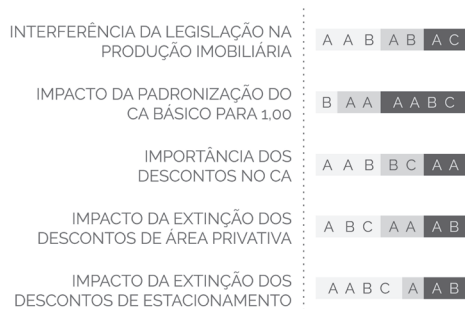 INTERFERÊNCIA DA LEGISLAÇÃO NA
PRODUÇÃO IMOBILIÁRIA
A A B A B A C
IMPACTO DA PADRONIZAÇÃO DO
CA BÁSICO PARA 1,00
B A A A A B C
IMPORTÂNCIA DOS
DESCONTOS NO CA
A A B B C A A
IMPACTO DA EXTINÇÃO DOS
DESCONTOS DE ÁREA PRIVATIVA
A B C A A A B
IMPACTO DA EXTINÇÃO DOS
DESCONTOS DE ESTACIONAMENTO
A A B C A A B